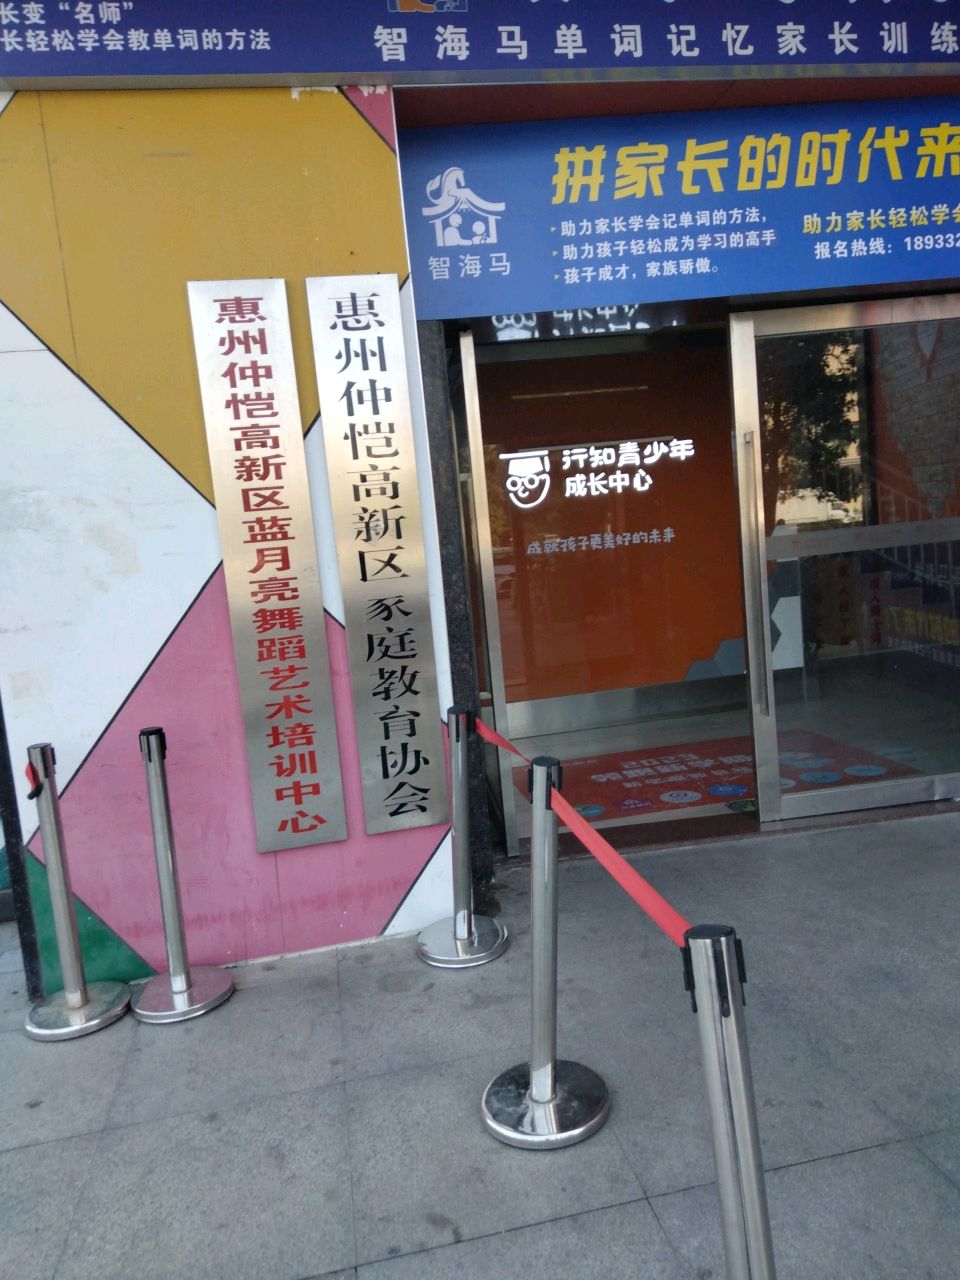 长变“名师”
长轻松学会教单词的方法
智海马单词记忆家长训练
拼家长的时代来
助力家长学会记单词的方法，
助力孩子轻松成为学习的高手
孩子成才，家族骄傲。
助力家长轻松学会
报名热线：18933
智海马
惠州仲恺高新区蓝月亮舞蹈艺术培训中心
惠州仲恺高新区家庭教育协会
行知青少年
成长中心
成就孩子更美好的未来